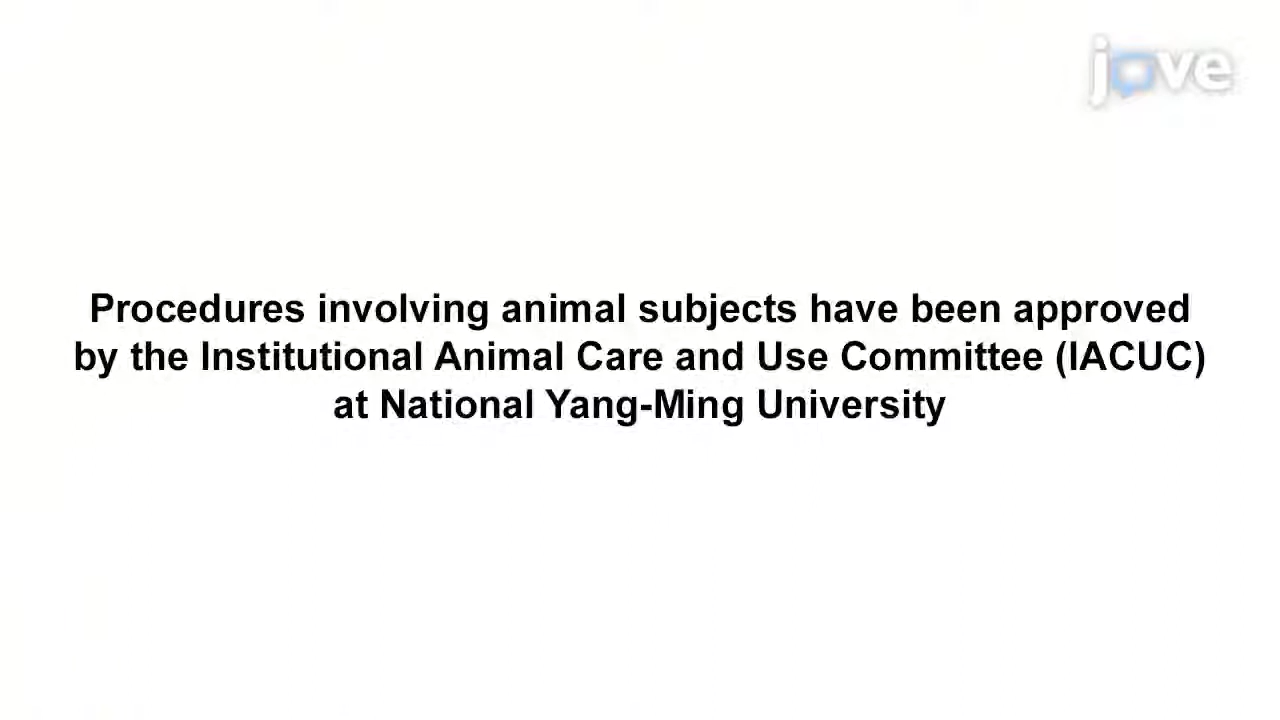 jove
Procedures involving animal subjects have been approved
by the Institutional Animal Care and Use Committee (IACUC)
at National Yang-Ming University